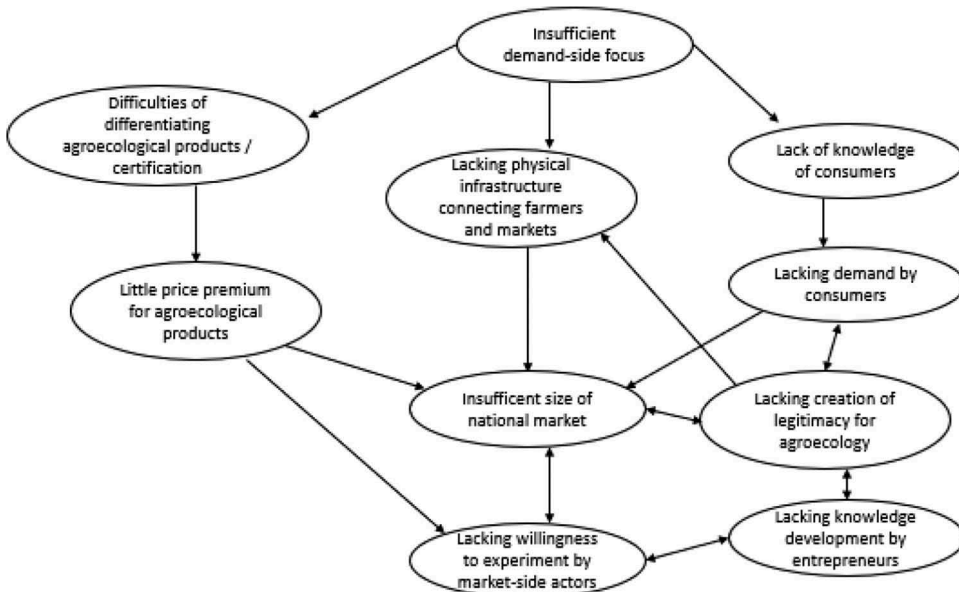 Insufficient
demand-side focus
Difficulties of
differentiating
agroecological products /
certification
Lacking physical
infrastructure
connecting farmers
and markets
Lack of knowledge
of consumers
Little price premium
for agroecological
products
Lacking demand by
consumers
Insufficent size of
national market
Lacking creation of
legitimacy for
agroecology
Lacking willingness
to experiment by
market-side actors
Lacking knowledge
development by
entrepreneurs